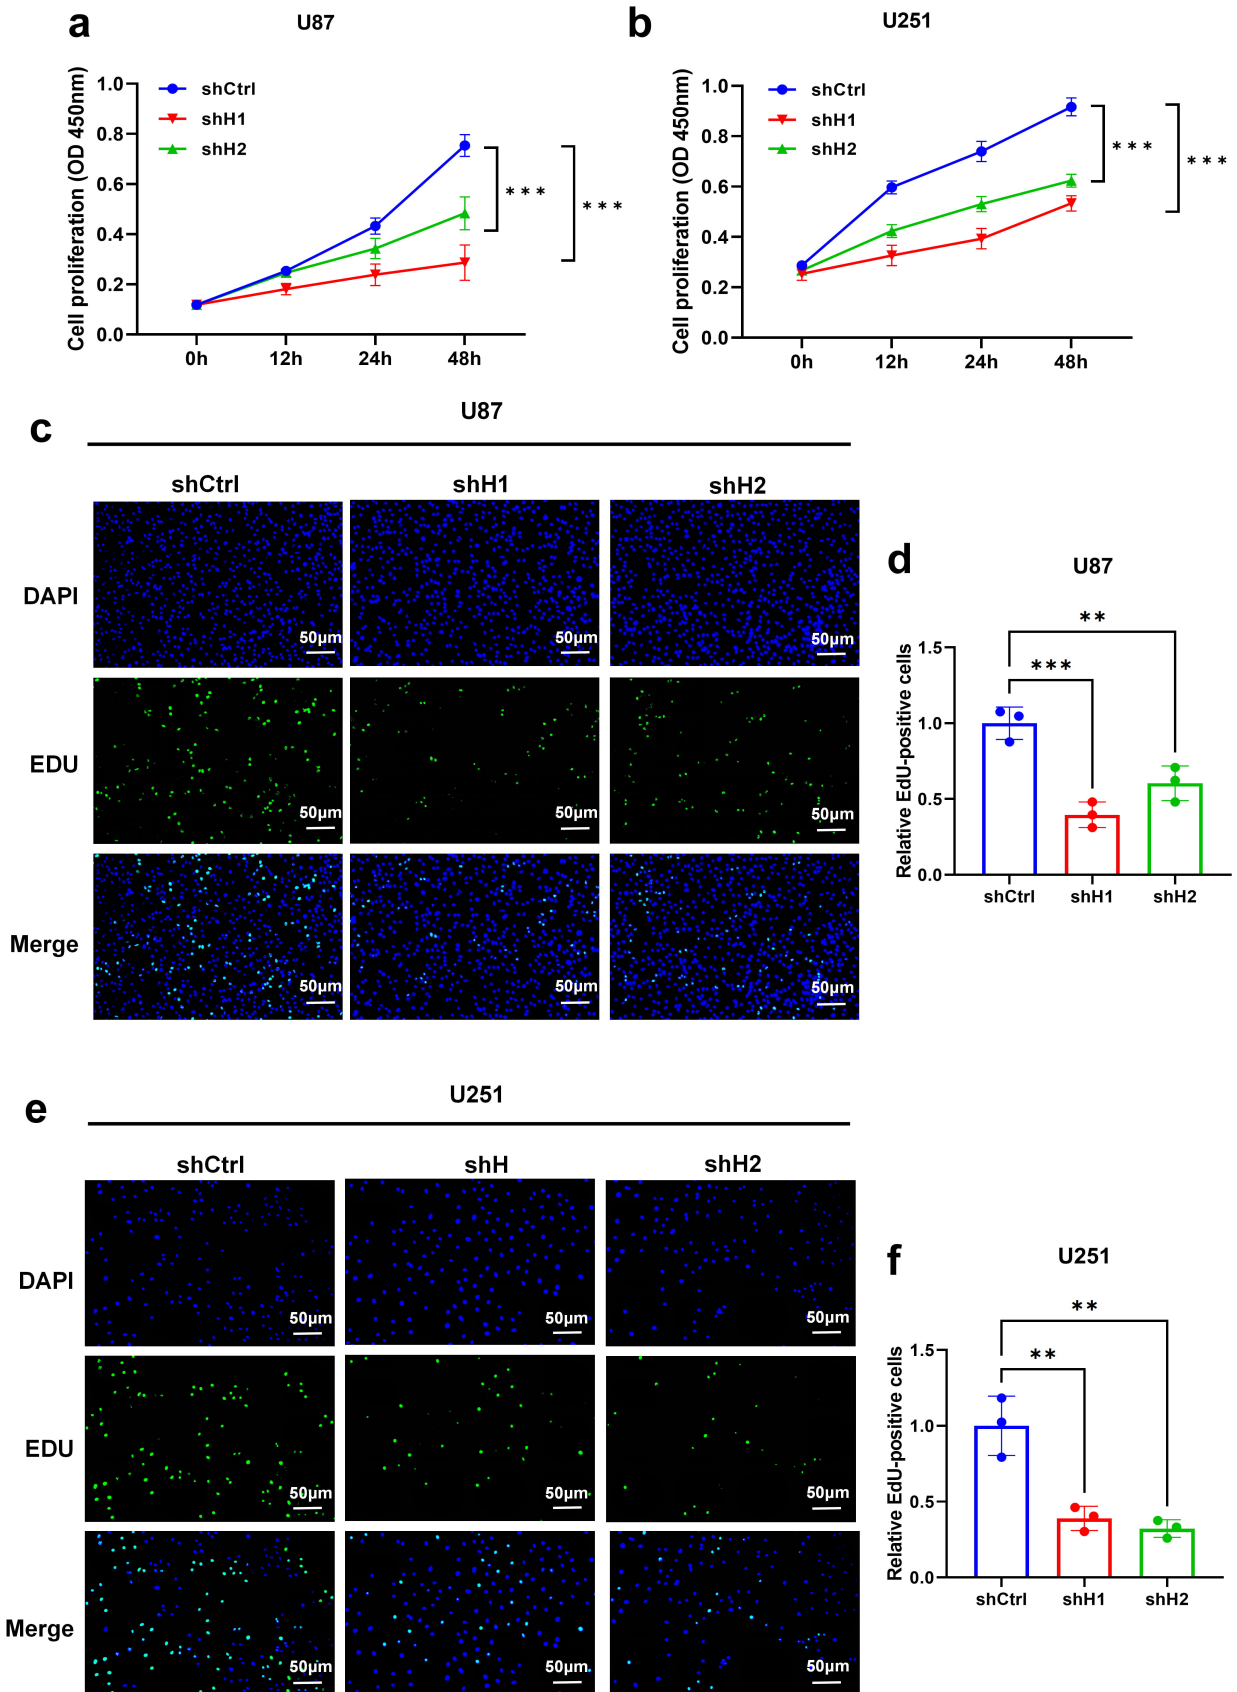 a
U87
Cell proliferation (OD 450nm)
1.0
0.8
0.6
0.4
0.2
0.0
shCtrl
shH1
shH2
***
***
0h
12h
24h
48h
b
U251
Cell proliferation (OD 450nm)
1.0
0.8
0.6
0.4
0.2
0.0
shCtrl
shH1
shH2
***
***
0h
12h
24h
48h
c
U87
shCtrl
shH1
shH2
DAPI
50μm
50μm
50μm
EDU
50μm
50μm
50μm
Merge
50μm
50μm
50μm
d
U87
Relative EdU-positive cells
1.5
1.0
0.5
0.0
**
***
shCtrl
shH1
shH2
e
U251
shCtrl
shH
shH2
DAPI
50μm
50μm
50μm
EDU
50μm
50μm
50μm
Merge
50μm
50μm
50μm
f
U251
Relative EdU-positive cells
1.5
1.0
0.5
0.0
**
**
shCtrl
shH1
shH2